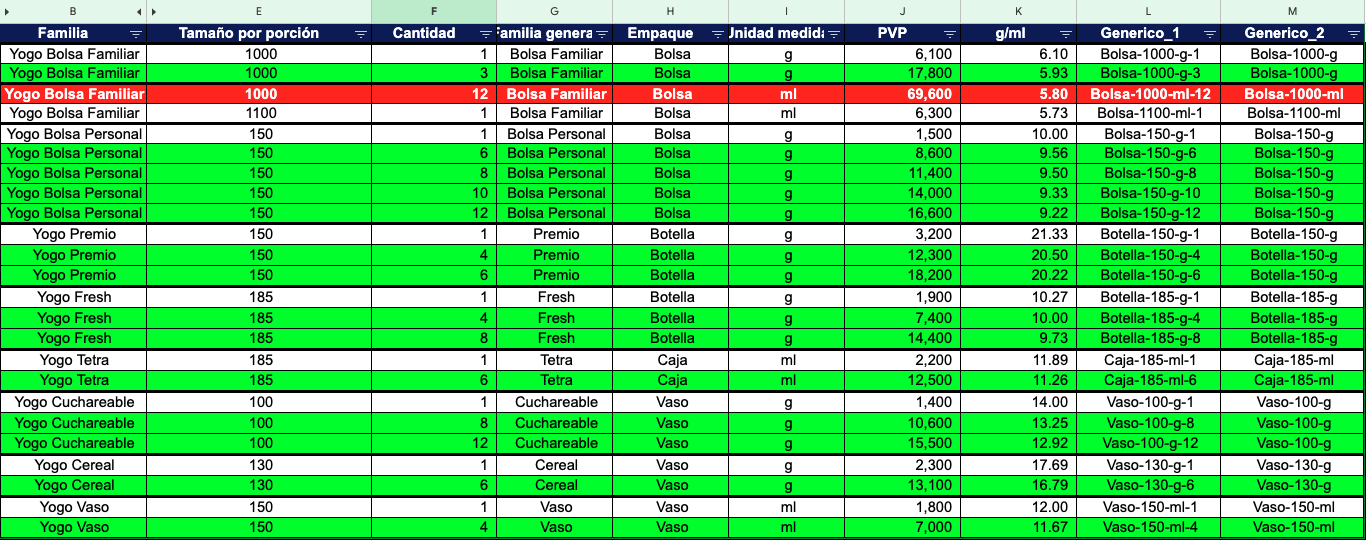 B E F G H I J K L M
Familia Tamaño por porción Cantidad Familia genera Empaque Unidad medida PVP g/ml Generico_1 Generico_2
Yogo Bolsa Familiar 1000 1 Bolsa Familiar Bolsa g 6,100 6.10 Bolsa-1000-g-1 Bolsa-1000-g
Yogo Bolsa Familiar 1000 3 Bolsa Familiar Bolsa g 17,800 5.93 Bolsa-1000-g-3 Bolsa-1000-g
Yogo Bolsa Familiar 1000 12 Bolsa Familiar Bolsa ml 69,600 5.80 Bolsa-1000-ml-12 Bolsa-1000-ml
Yogo Bolsa Familiar 1100 1 Bolsa Familiar Bolsa ml 6,300 5.73 Bolsa-1100-ml-1 Bolsa-1100-ml
Yogo Bolsa Personal 150 1 Bolsa Personal Bolsa g 1,500 10.00 Bolsa-150-g-1 Bolsa-150-g
Yogo Bolsa Personal 150 6 Bolsa Personal Bolsa g 8,600 9.56 Bolsa-150-g-6 Bolsa-150-g
Yogo Bolsa Personal 150 8 Bolsa Personal Bolsa g 11,400 9.50 Bolsa-150-g-8 Bolsa-150-g
Yogo Bolsa Personal 150 10 Bolsa Personal Bolsa g 14,000 9.33 Bolsa-150-g-10 Bolsa-150-g
Yogo Bolsa Personal 150 12 Bolsa Personal Bolsa g 16,600 9.22 Bolsa-150-g-12 Bolsa-150-g
Yogo Premio 150 1 Premio Botella g 3,200 21.33 Botella-150-g-1 Botella-150-g
Yogo Premio 150 4 Premio Botella g 12,300 20.50 Botella-150-g-4 Botella-150-g
Yogo Premio 150 6 Premio Botella g 18,200 20.22 Botella-150-g-6 Botella-150-g
Yogo Fresh 185 1 Fresh Botella g 1,900 10.27 Botella-185-g-1 Botella-185-g
Yogo Fresh 185 4 Fresh Botella g 7,400 10.00 Botella-185-g-4 Botella-185-g
Yogo Fresh 185 8 Fresh Botella g 14,400 9.73 Botella-185-g-8 Botella-185-g
Yogo Tetra 185 1 Tetra Caja ml 2,200 11.89 Caja-185-ml-1 Caja-185-ml
Yogo Tetra 185 6 Tetra Caja ml 12,500 11.26 Caja-185-ml-6 Caja-185-ml
Yogo Cuchareable 100 1 Cuchareable Vaso g 1,400 14.00 Vaso-100-g-1 Vaso-100-g
Yogo Cuchareable 100 8 Cuchareable Vaso g 10,600 13.25 Vaso-100-g-8 Vaso-100-g
Yogo Cuchareable 100 12 Cuchareable Vaso g 15,500 12.92 Vaso-100-g-12 Vaso-100-g
Yogo Cereal 130 1 Cereal Vaso g 2,300 17.69 Vaso-130-g-1 Vaso-130-g
Yogo Cereal 130 6 Cereal Vaso g 13,100 16.79 Vaso-130-g-6 Vaso-130-g
Yogo Vaso 150 1 Vaso Vaso ml 1,800 12.00 Vaso-150-ml-1 Vaso-150-ml
Yogo Vaso 150 4 Vaso Vaso ml 7,000 11.67 Vaso-150-ml-4 Vaso-150-ml